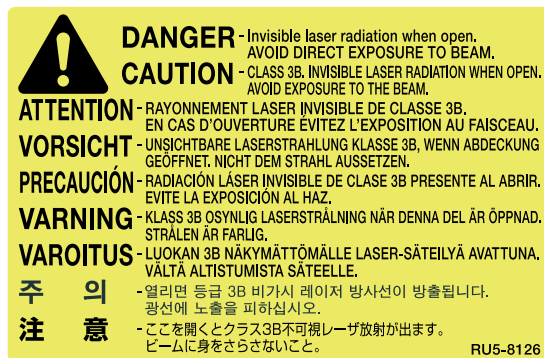 DANGER - Invisible laser radiation when open.
AVOID DIRECT EXPOSURE TO BEAM.
CAUTION - CLASS 3B. INVISIBLE LASER RADIATION WHEN OPEN.
AVOID EXPOSURE TO THE BEAM.
ATTENTION - RAYONNEMENT LASER INVISIBLE DE CLASSE 3B.
EN CAS D'OUVERTURE ÉVITEZ L'EXPOSITION AU FAISCEAU.
VORSICHT - UNSICHTBARE LASERSTRAHLUNG KLASSE 3B, WENN ABDECKUNG
GEÖFFNET. NICHT DEM STRAHL AUSSETZEN.
PRECAUCIÓN - RADIACIÓN LÁSER INVISIBLE DE CLASE 3B PRESENTE AL ABRIR.
EVITE LA EXPOSICIÓN AL HAZ.
VARNING - KLASS 3B OSYNLIG LASERSTRÅLNING NÄR DENNA DEL ÄR ÖPPNAD.
STRÅLEN ÄR FARLIG.
VAROITUS - LUOKAN 3B NÄKYMÄTTÖMÄLLE LASER-SÄTEILYÄ AVATTUNA.
VÄLTÄ ALTISTUMISTA SÄTEELLE.
주 의 - 열리면 등급 3B 비가시 레이저 방사선이 방출됩니다.
광선에 노출을 피하십시오.
注 意 - ここを開くとクラス3B不可視レーザ放射が出ます。
ビームに身をさらさないこと。
RU5-8126